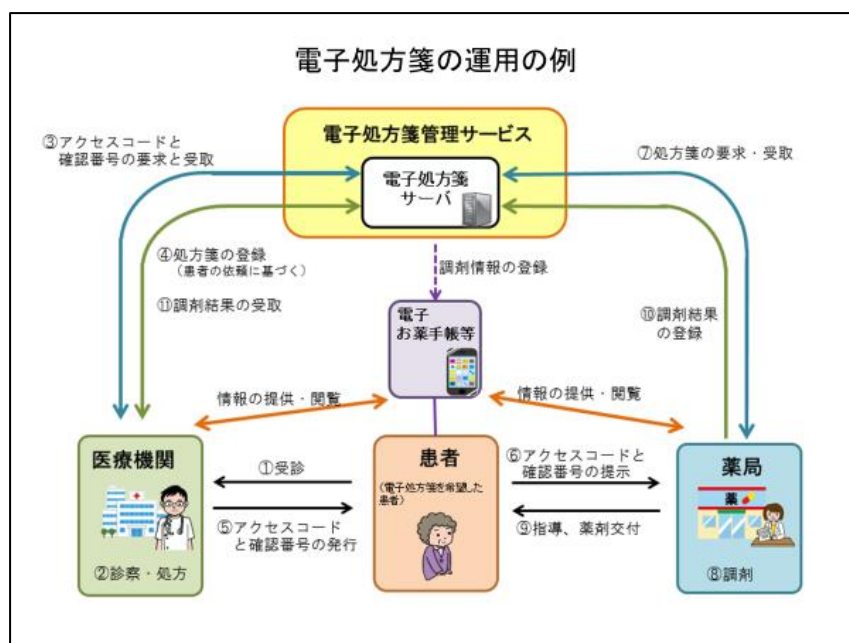 電子処方箋の運用の例
③アクセスコードと
確認番号の要求と受取
電子処方箋管理サービス
電子処方箋
サーバ
⑦処方箋の要求・受取
④処方箋の登録
(患者の依頼に基づく)
⑪調剤結果の受取
調剤情報の登録
電子
お薬手帳等
⑩調剤結果
の登録
情報の提供・閲覧
情報の提供・閲覧
医療機関
①受診
患者
(電子処方箋を希望した
患者)
⑥アクセスコードと
確認番号の提示
薬局
薬
⑤アクセスコード
と確認番号の発行
⑨指導、薬剤交付
②診察・処方
⑧調剤